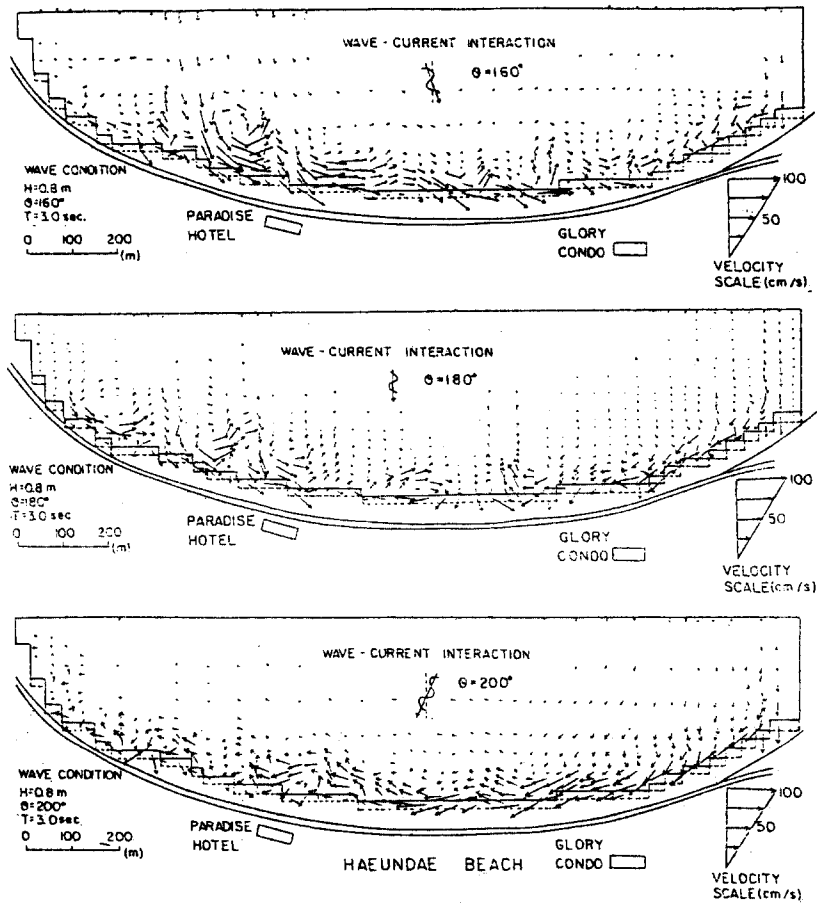 WAVE - CURRENT INTERACTION
θ=160°
WAVE CONDITION
H=0.8 m
θ=160°
T=3.0 sec.
0 100 200
(m)
PARADISE
HOTEL
GLORY
CONDO
100
50
VELOCITY
SCALE(cm/s)
WAVE - CURRENT INTERACTION
θ=180°
WAVE CONDITION
H=0.8 m
θ=180°
T=3.0 sec
0 100 200
(m)
PARADISE
HOTEL
GLORY
CONDO
100
50
VELOCITY
SCALE(cm/s)
WAVE - CURRENT INTERACTION
θ=200°
WAVE CONDITION
H=0.8 m
θ=200°
T=3.0sec.
0 100 200
(m)
PARADISE
HOTEL
HAEUNDAE BEACH
GLORY
CONDO
100
50
VELOCITY
SCALE(cm/s)